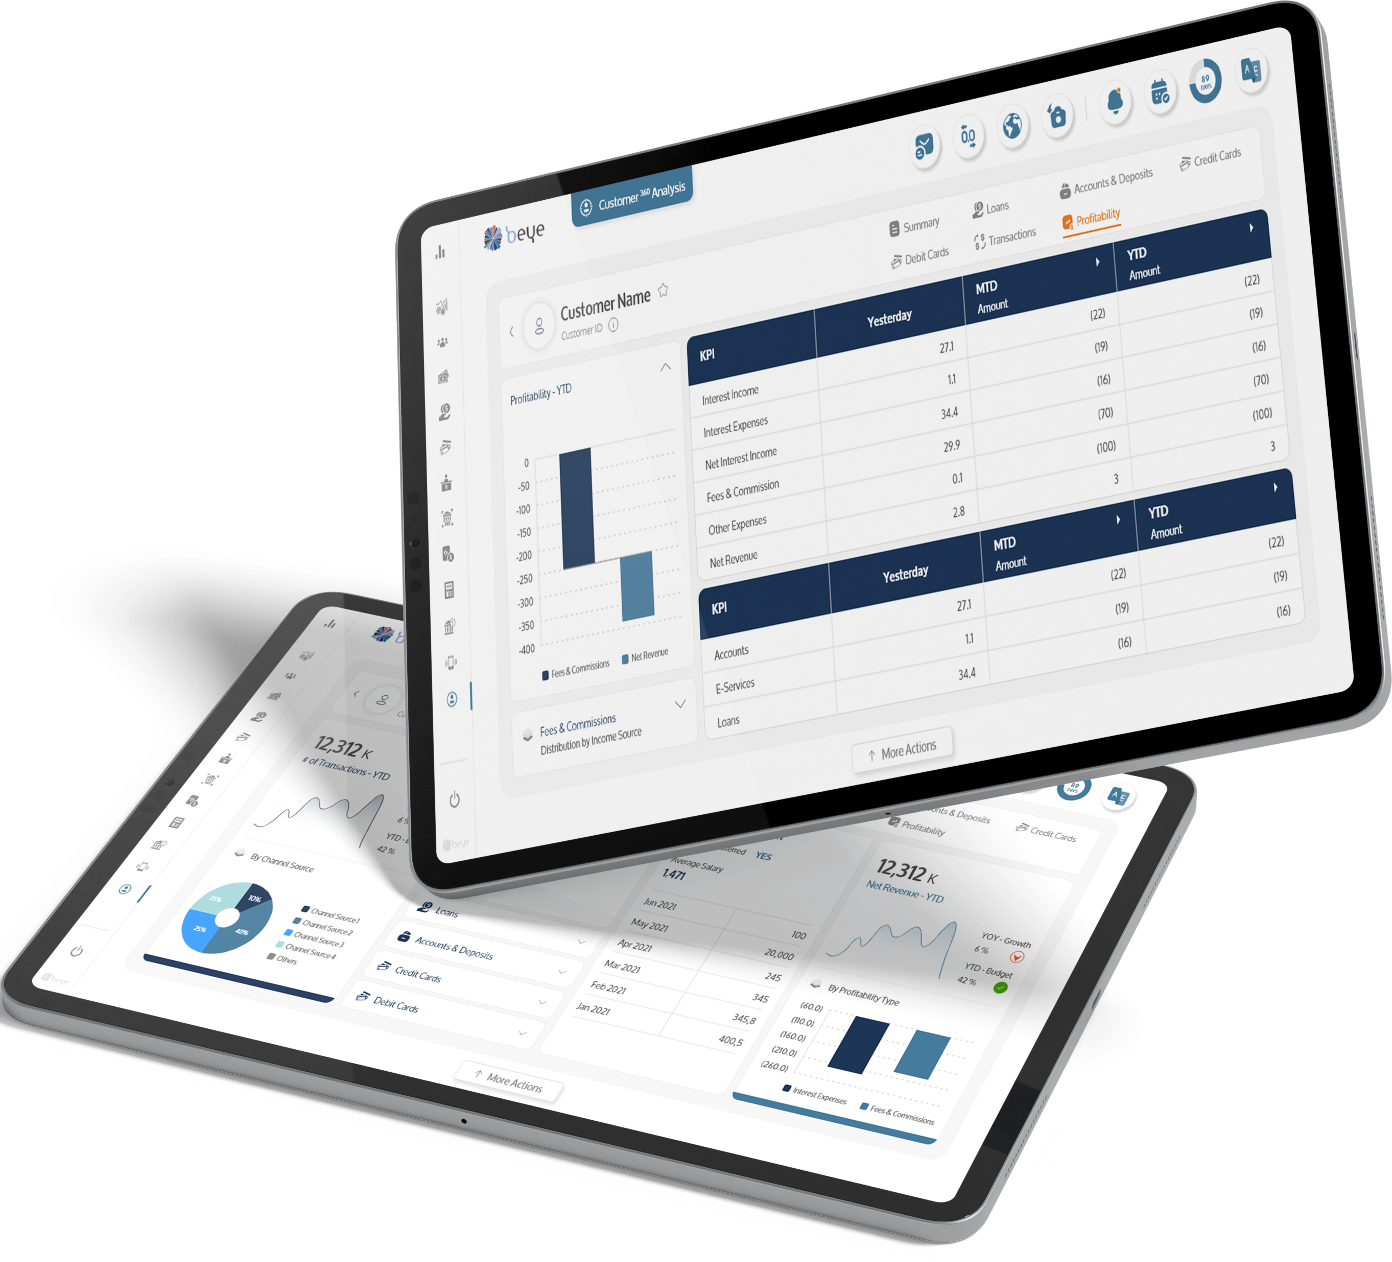 beye
Customer 360 Analysis
89
DAYS
A E
Summary
Loans
Accounts & Deposits
Credit Cards
Debit Cards
Transactions
Profitability
Customer Name
Customer ID
Profitability - YTD
0
-50
-100
-150
-200
-250
-300
-350
-400
Fees & Commissions
Net Revenue
Fees & Commissions
Distribution by Income Source
KPI Yesterday MTD Amount YTD Amount
Interest Income 27.1 (22) (22)
Interest Expenses 1.1 (19) (19)
Net Interest Income 34.4 (16) (16)
Fees & Commission 29.9 (70) (70)
Other Expenses 0.1 (100) (100)
Net Revenue 2.8 3 3
KPI Yesterday MTD Amount YTD Amount
Accounts 27.1 (22) (22)
E-Services 1.1 (19) (19)
Loans 34.4 (16) (16)
More Actions
beye
12,312 K
# of Transactions - YTD
6 %
YTD -
42 %
By Channel Source
25%
10%
25%
40%
Channel Source 1
Channel Source 2
Channel Source 3
Channel Source 4
Others
Loans
Accounts & Deposits
Credit Cards
Debit Cards
YES
Average Salary
1,471
Jun 2021 100
May 2021 20,000
Apr 2021 245
Mar 2021 345
Feb 2021 345,8
Jan 2021 400,5
89
DAYS
A E
& Deposits
Credit Cards
Profitability
12,312 K
Net Revenue - YTD
YOY - Growth
6 %
YTD - Budget
42 %
By Profitability Type
(60.0)
(110.0)
(160.0)
(210.0)
(260.0)
Interest Expenses
Fees & Commissions
More Actions
beye